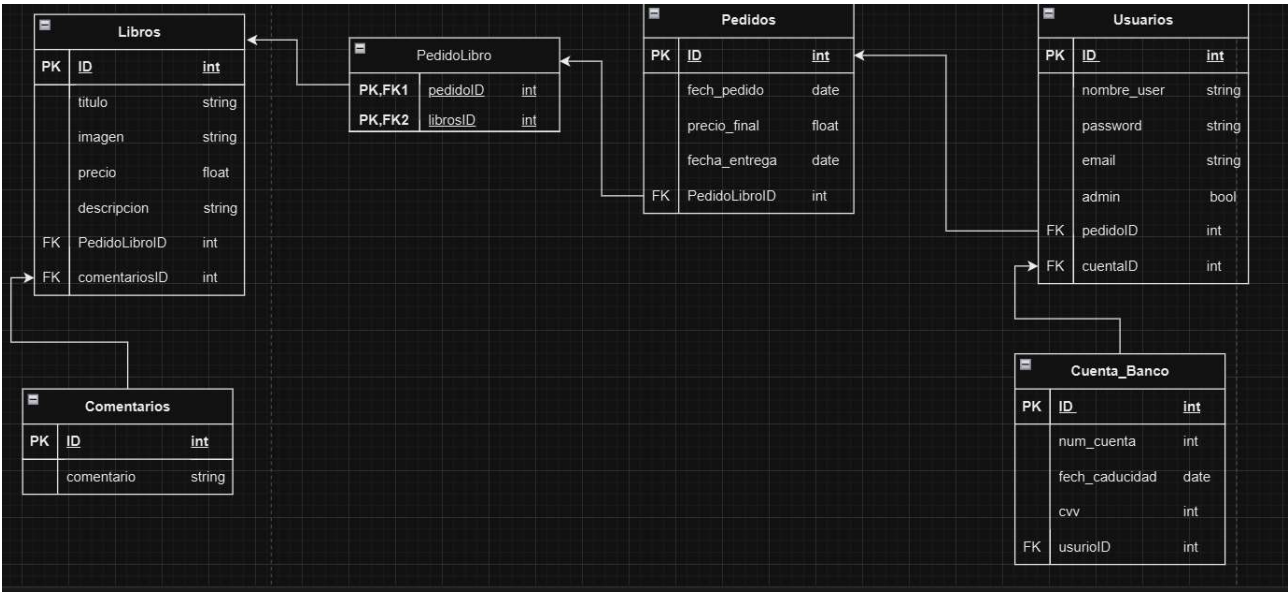 Libros
PK ID int
titulo string
imagen string
precio float
descripcion string
FK PedidoLibroID int
FK comentariosID int
PedidoLibro
PK,FK1 pedidoID int
PK,FK2 librosID int
Pedidos
PK ID int
fech_pedido date
precio_final float
fecha_entrega date
FK PedidoLibroID int
Usuarios
PK ID int
nombre_user string
password string
email string
admin bool
FK pedidoID int
FK cuentaID int
Comentarios
PK ID int
comentario string
Cuenta_Banco
PK ID int
num_cuenta int
fech_caducidad date
cvv int
FK usurioID int